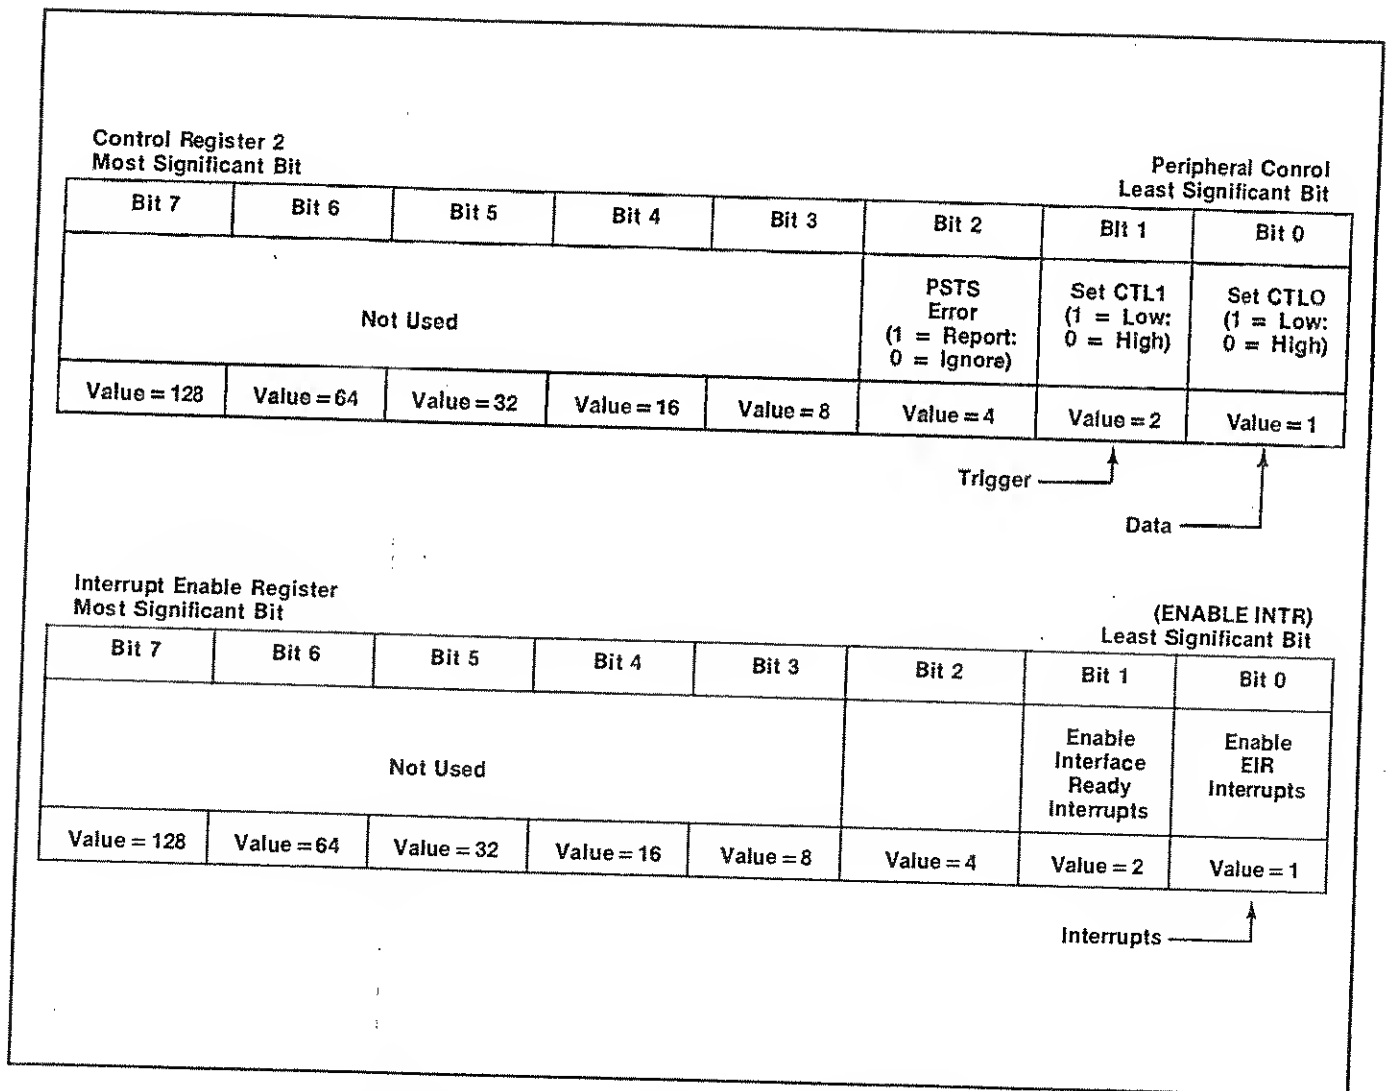 Control Register 2
Most Significant Bit
Peripheral Conrol
Least Significant Bit
Bit 7 Bit 6 Bit 5 Bit 4 Bit 3 Bit 2 Bit 1 Bit 0
Not Used
PSTS
Error
(1 = Report:
0 = Ignore)
Set CTL1
(1 = Low:
0 = High)
Set CTLO
(1 = Low:
0 = High)
Value = 128 Value = 64 Value = 32 Value = 16 Value = 8 Value = 4 Value = 2 Value = 1
Trigger
Data
Interrupt Enable Register
Most Significant Bit
(ENABLE INTR)
Least Significant Bit
Bit 7 Bit 6 Bit 5 Bit 4 Bit 3 Bit 2 Bit 1 Bit 0
Not Used
Enable
Interface
Ready
Interrupts
Enable
EIR
Interrupts
Value = 128 Value = 64 Value = 32 Value = 16 Value = 8 Value = 4 Value = 2 Value = 1
Interrupts